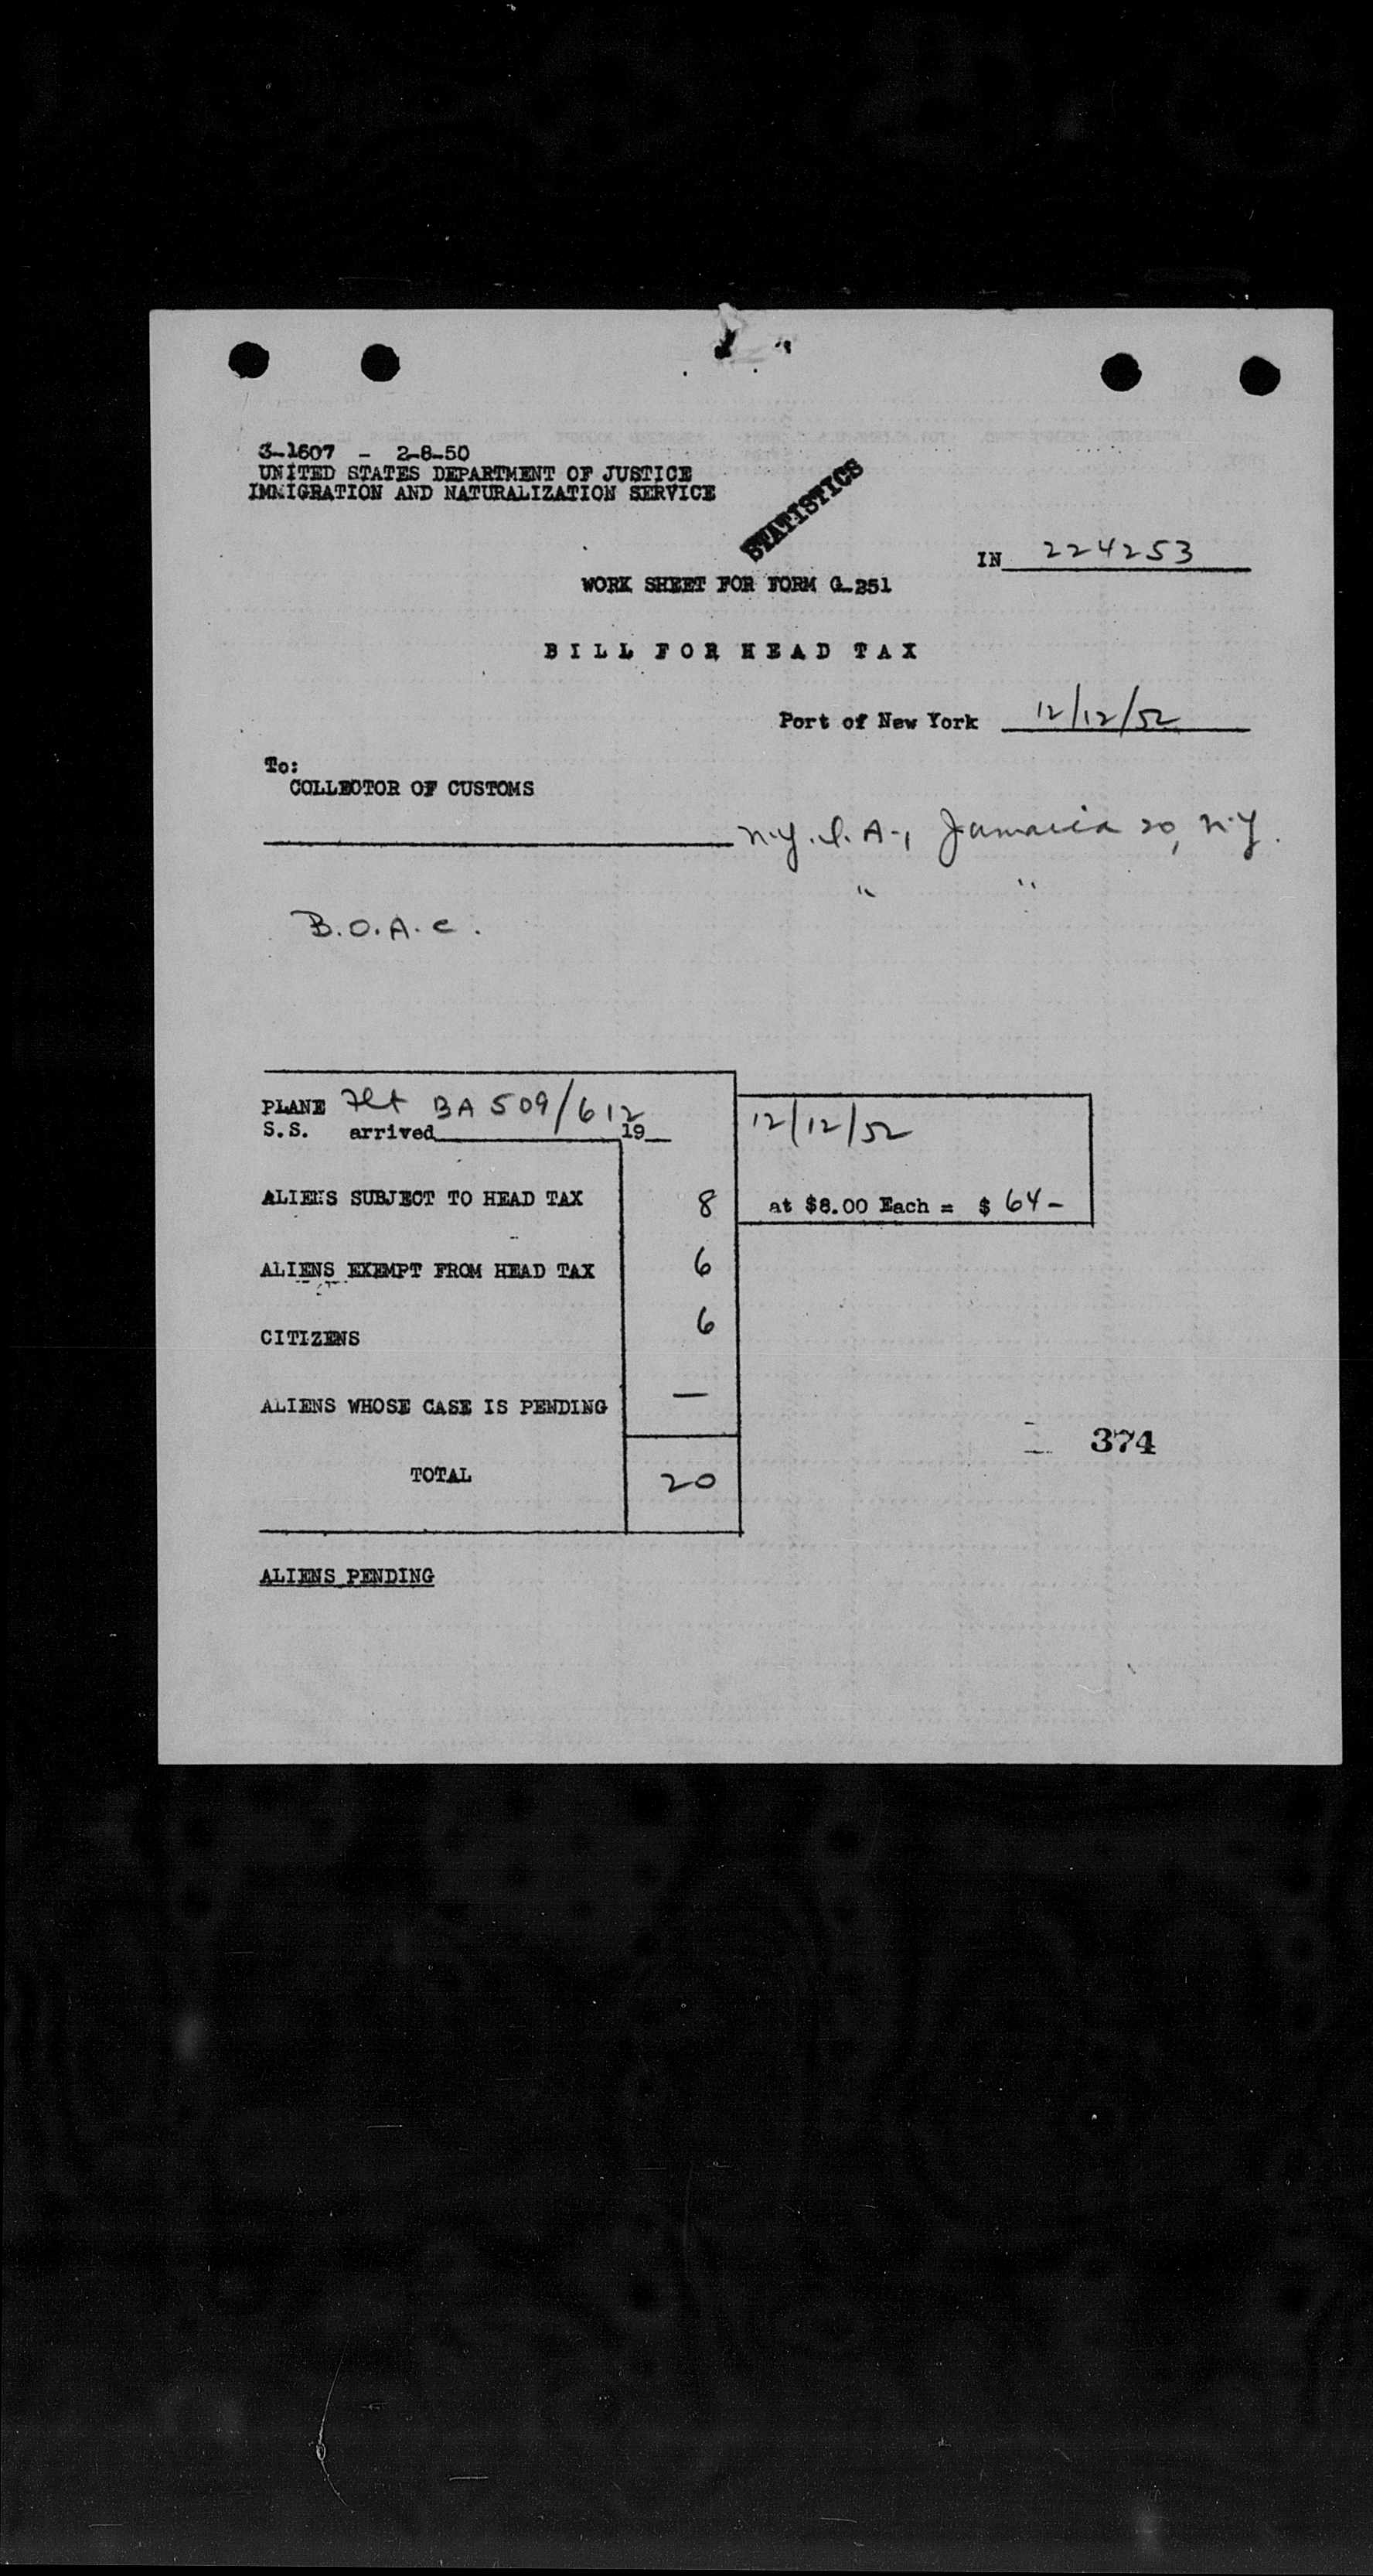 3-1607 - 2-8-50
UNITED STATES DEPARTMENT OF JUSTICE
IMMIGRATION AND NATURALIZATION SERVICE
STATISTICS
IN 224253
WORK SHEET FOR FORM G-251
BILL FOR HEAD TAX
Port of New York 12/12/52
To:
COLLECTOR OF CUSTOMS
N.Y.I.A., Jamaica 20, N.Y.
" "
B.O.A.C.
PLANE Flt BA 509/612
S.S. arrived 19
12/12/52
ALIENS SUBJECT TO HEAD TAX 8 at $8.00 Each = $ 64-
ALIENS EXEMPT FROM HEAD TAX 6
CITIZENS 6
ALIENS WHOSE CASE IS PENDING —
374
TOTAL 20
ALIENS PENDING